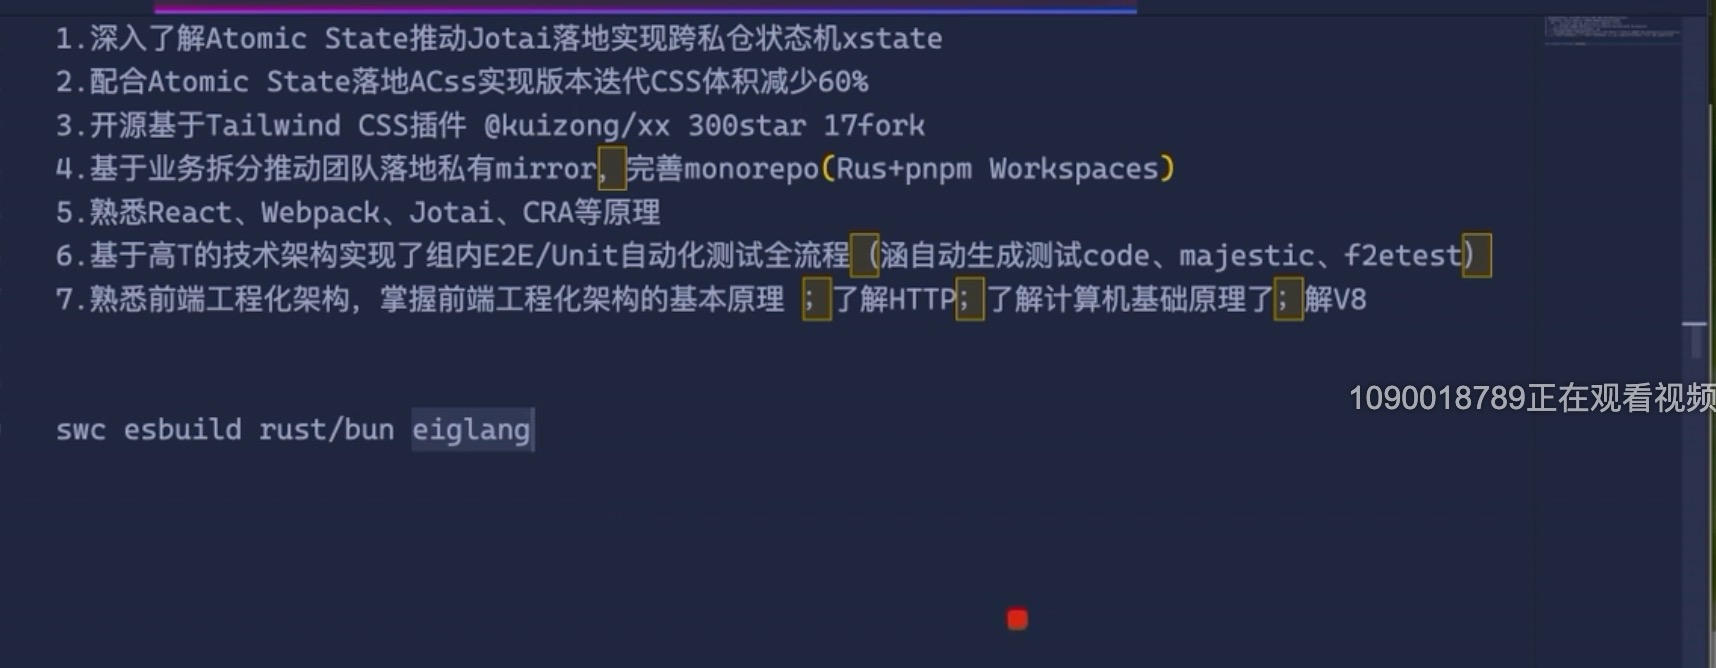 1.深入了解Atomic State推动Jotai落地实现跨私仓状态机xstate
2.配合Atomic State落地ACss实现版本迭代CSS体积减少60%
3.开源基于Tailwind CSS插件 @kuizong/xx 300star 17fork
4.基于业务拆分推动团队落地私有mirror，完善monorepo(Rus+pnpm Workspaces)
5.熟悉React、Webpack、Jotai、CRA等原理
6.基于高T的技术架构实现了组内E2E/Unit自动化测试全流程（涵自动生成测试code、majestic、f2etest）
7.熟悉前端工程化架构，掌握前端工程化架构的基本原理 ；了解HTTP；了解计算机基础原理了；解V8
1090018789正在观看视频
swc esbuild rust/bun eiglang